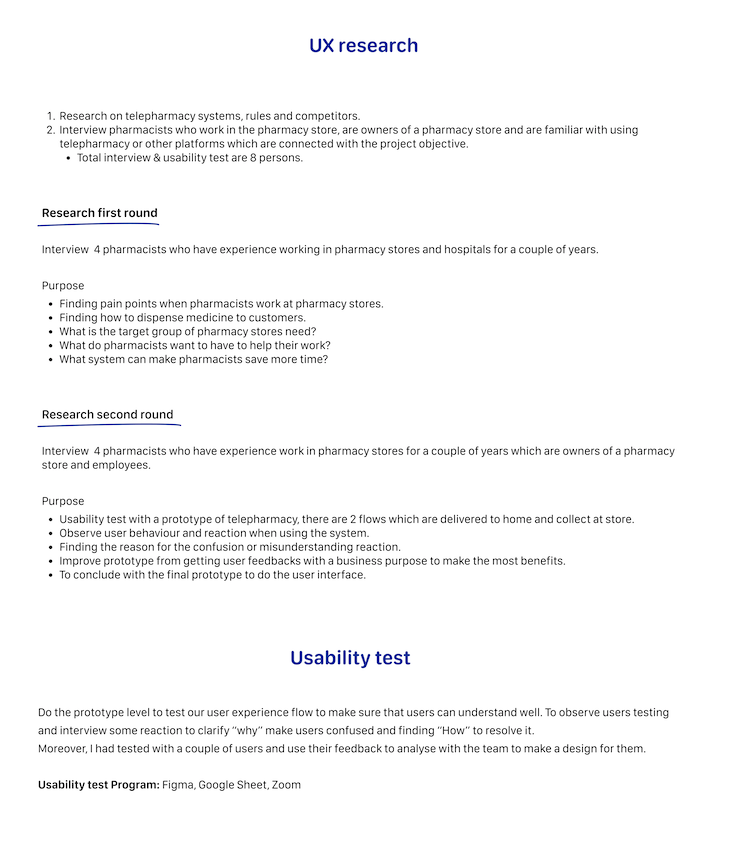 UX research
1. Research on telepharmacy systems, rules and competitors.
2. Interview pharmacists who work in the pharmacy store, are owners of a pharmacy store and are familiar with using
telepharmacy or other platforms which are connected with the project objective.
• Total interview & usability test are 8 persons.
Research first round
Interview 4 pharmacists who have experience working in pharmacy stores and hospitals for a couple of years.
Purpose
• Finding pain points when pharmacists work at pharmacy stores.
• Finding how to dispense medicine to customers.
• What is the target group of pharmacy stores need?
• What do pharmacists want to have to help their work?
• What system can make pharmacists save more time?
Research second round
Interview 4 pharmacists who have experience work in pharmacy stores for a couple of years which are owners of a pharmacy
store and employees.
Purpose
• Usability test with a prototype of telepharmacy, there are 2 flows which are delivered to home and collect at store.
• Observe user behaviour and reaction when using the system.
• Finding the reason for the confusion or misunderstanding reaction.
• Improve prototype from getting user feedbacks with a business purpose to make the most benefits.
• To conclude with the final prototype to do the user interface.
Usability test
Do the prototype level to test our user experience flow to make sure that users can understand well. To observe users testing
and interview some reaction to clarify “why” make users confused and finding “How” to resolve it.
Moreover, I had tested with a couple of users and use their feedback to analyse with the team to make a design for them.
Usability test Program: Figma, Google Sheet, Zoom